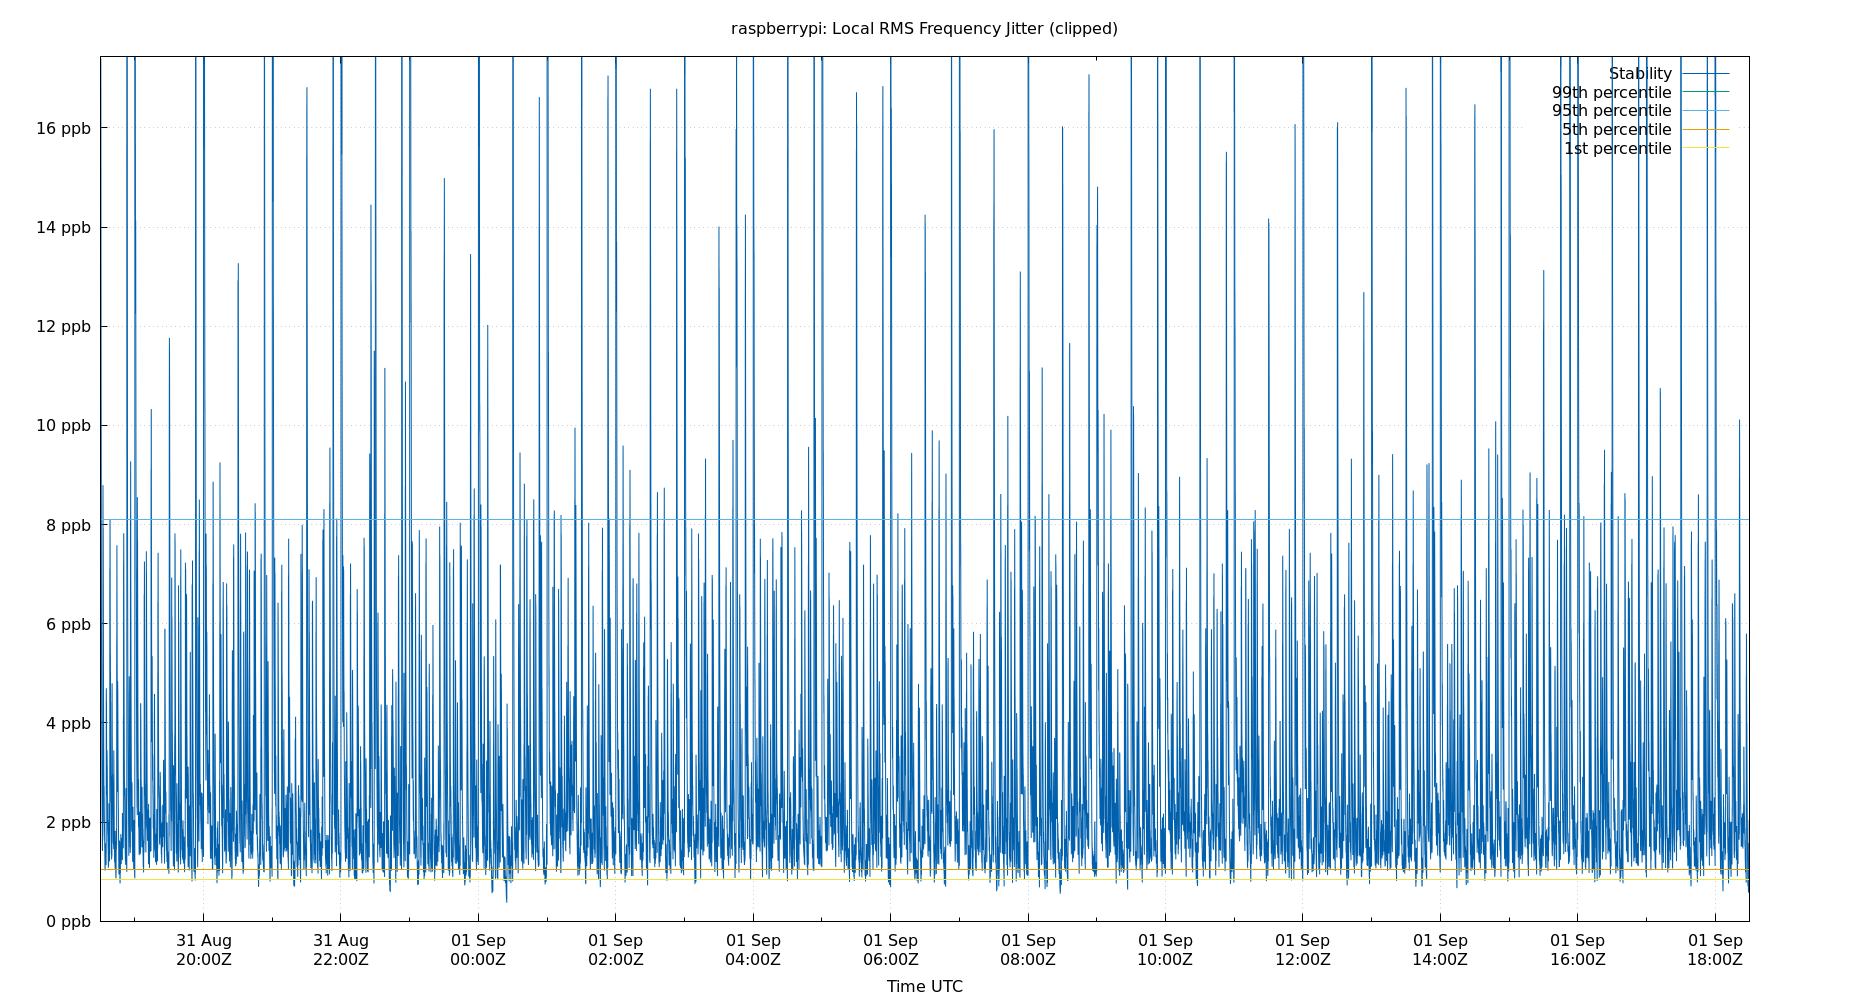 raspberrypi: Local RMS Frequency Jitter (clipped)
Stability
99th percentile
95th percentile
5th percentile
1st percentile
16 ppb
14 ppb
12 ppb
10 ppb
8 ppb
6 ppb
4 ppb
2 ppb
0 ppb
31 Aug 31 Aug 01 Sep 01 Sep 01 Sep 01 Sep 01 Sep 01 Sep 01 Sep 01 Sep 01 Sep 01 Sep
20:00Z 22:00Z 00:00Z 02:00Z 04:00Z 06:00Z 08:00Z 10:00Z 12:00Z 14:00Z 16:00Z 18:00Z
Time UTC